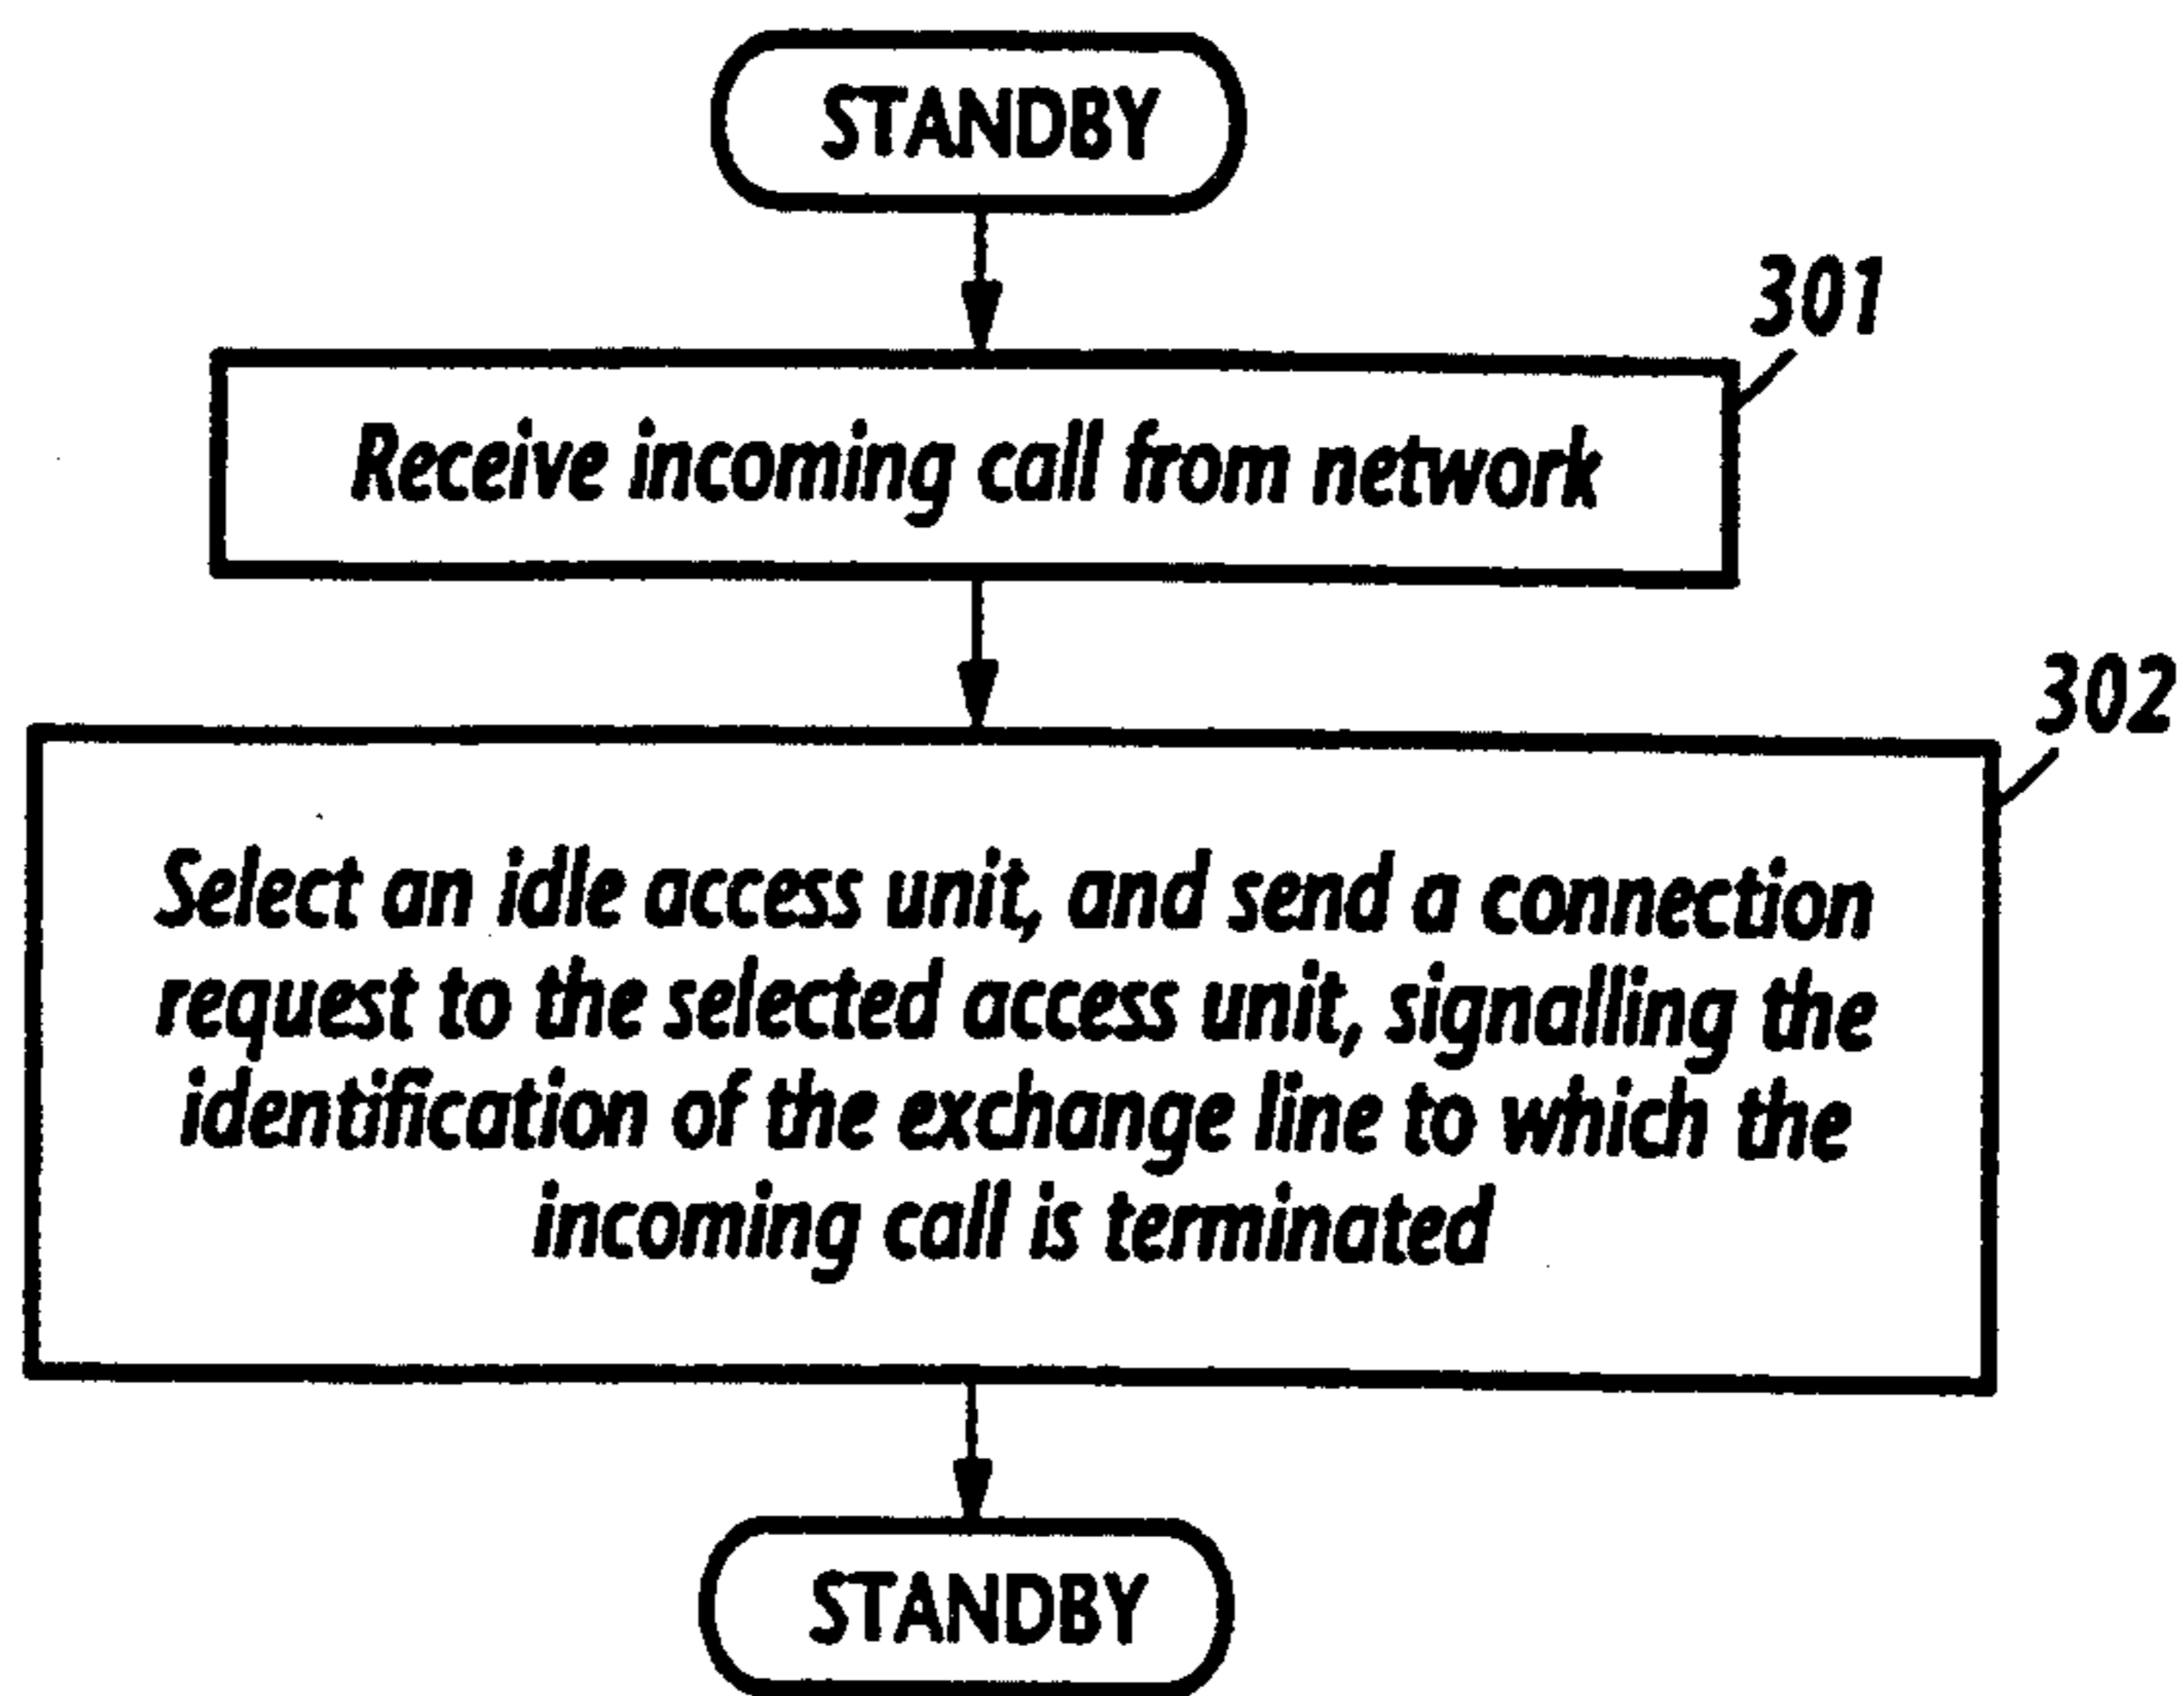 STANDBY
301
Receive incoming call from network
302
Select an idle access unit, and send a connection
request to the selected access unit, signalling the
identification of the exchange line to which the
incoming call is terminated
STANDBY